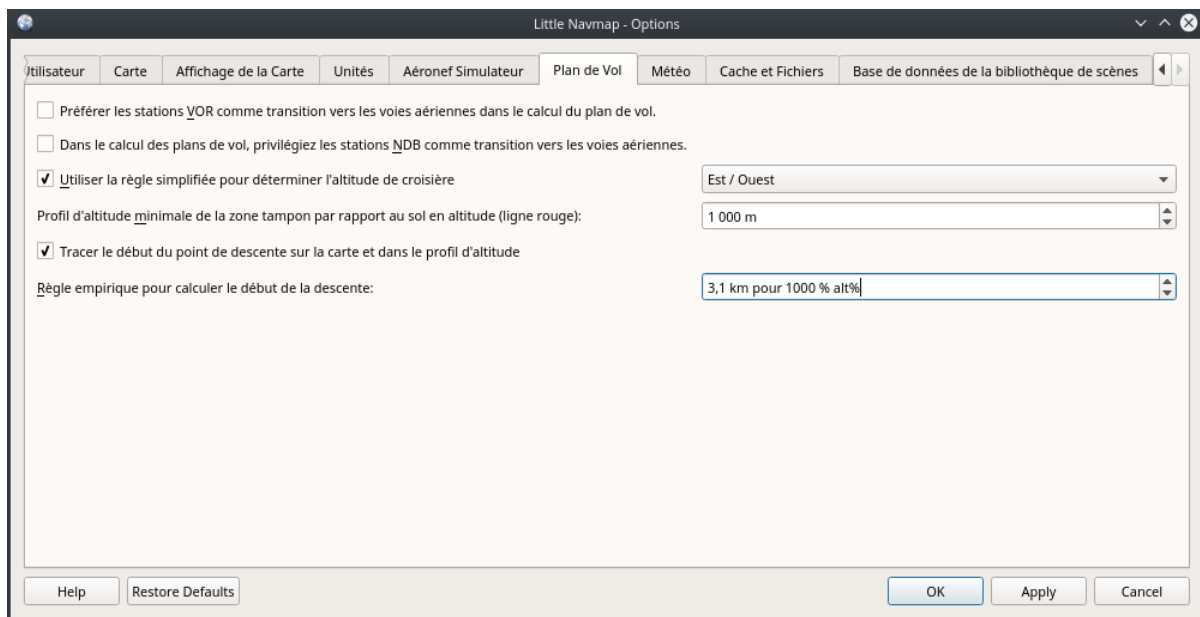 Little Navmap - Options
Utilisateur Carte Affichage de la Carte Unités Aéronef Simulateur Plan de Vol Météo Cache et Fichiers Base de données de la bibliothèque de scènes
Préférer les stations VOR comme transition vers les voies aériennes dans le calcul du plan de vol.
Dans le calcul des plans de vol, privilégiez les stations NDB comme transition vers les voies aériennes.
Utiliser la règle simplifiée pour déterminer l'altitude de croisière Est / Ouest
Profil d'altitude minimale de la zone tampon par rapport au sol en altitude (ligne rouge): 1 000 m
Tracer le début du point de descente sur la carte et dans le profil d'altitude
Règle empirique pour calculer le début de la descente: 3,1 km pour 1000 % alt%
Help Restore Defaults OK Apply Cancel